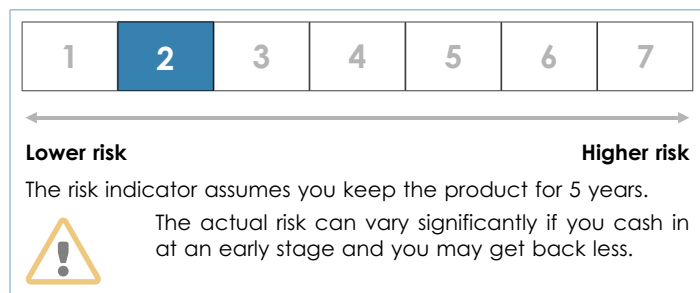 1 2 3 4 5 6 7
Lower risk Higher risk
The risk indicator assumes you keep the product for 5 years.
The actual risk can vary significantly if you cash in
at an early stage and you may get back less.